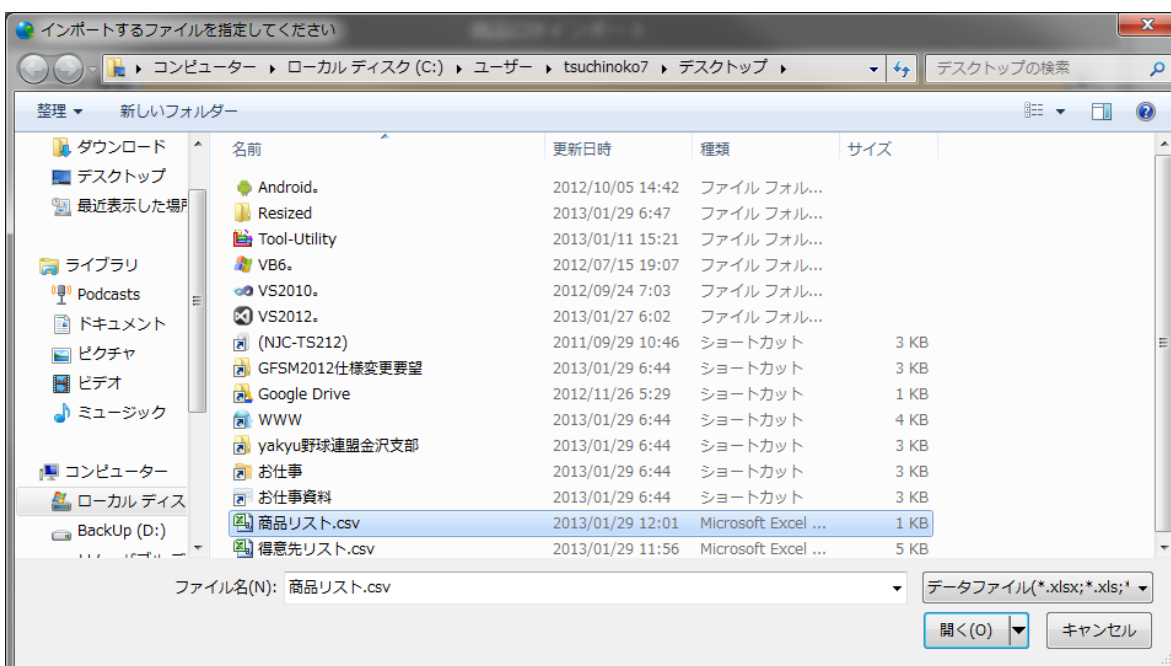 インポートするファイルを指定してください
コンピューター ▸ ローカル ディスク (C:) ▸ ユーザー ▸ tsuchinoko7 ▸ デスクトップ ▸
デスクトップの検索
整理 ▼ 新しいフォルダー
ダウンロード
デスクトップ
最近表示した場所
ライブラリ
Podcasts
ドキュメント
ピクチャ
ビデオ
ミュージック
コンピューター
ローカル ディス
BackUp (D:)
名前 更新日時 種類 サイズ
Android。 2012/10/05 14:42 ファイル フォル...
Resized 2013/01/29 6:47 ファイル フォル...
Tool-Utility 2013/01/11 15:21 ファイル フォル...
VB6。 2012/07/15 19:07 ファイル フォル...
VS2010。 2012/09/24 7:03 ファイル フォル...
VS2012。 2013/01/27 6:02 ファイル フォル...
(NJC-TS212) 2011/09/29 10:46 ショートカット 3 KB
GFSM2012仕様変更要望 2013/01/29 6:44 ショートカット 3 KB
Google Drive 2012/11/26 5:29 ショートカット 1 KB
WWW 2013/01/29 6:44 ショートカット 4 KB
yakyu野球連盟金沢支部 2013/01/29 6:44 ショートカット 3 KB
お仕事 2013/01/29 6:44 ショートカット 3 KB
お仕事資料 2013/01/29 6:44 ショートカット 3 KB
商品リスト.csv 2013/01/29 12:01 Microsoft Excel ... 1 KB
得意先リスト.csv 2013/01/29 11:56 Microsoft Excel ... 5 KB
ファイル名(N): 商品リスト.csv
データファイル(*.xlsx;*.xls;*
開く(O) キャンセル